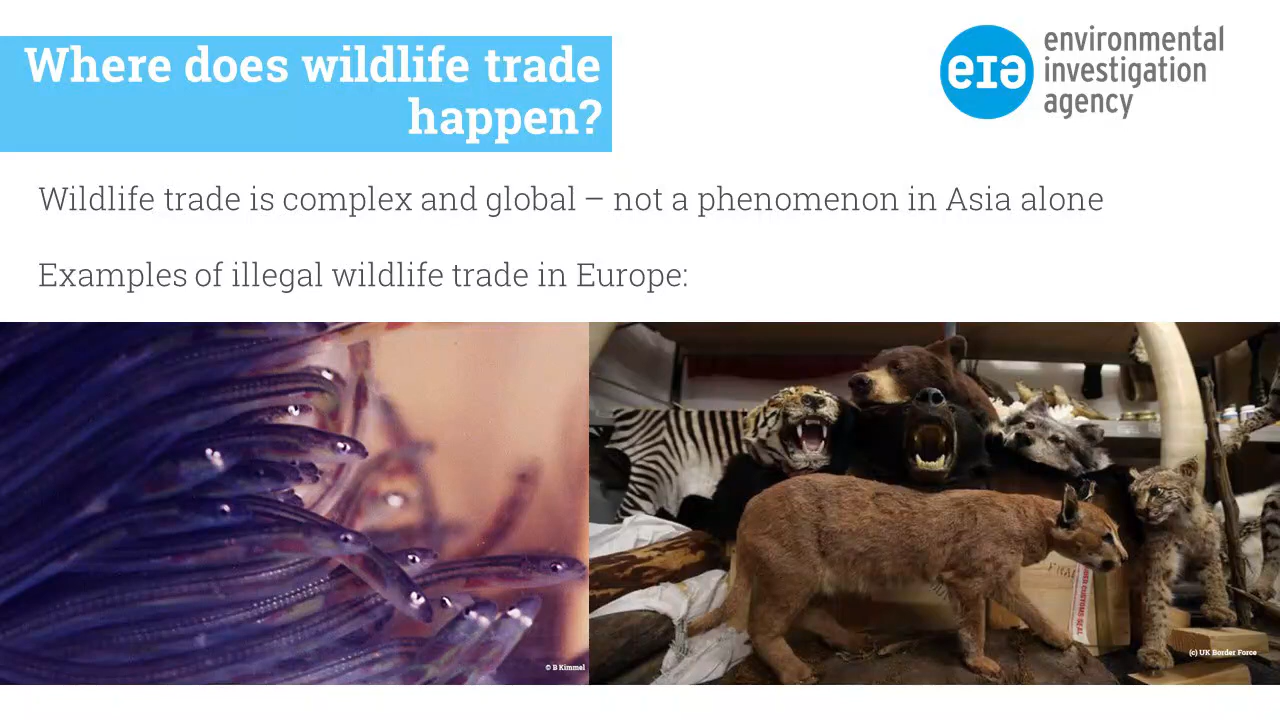 Where does wildlife trade
happen?
eia
environmental
investigation
agency
Wildlife trade is complex and global – not a phenomenon in Asia alone
Examples of illegal wildlife trade in Europe:
© B Kimmel
(c) UK Border Force